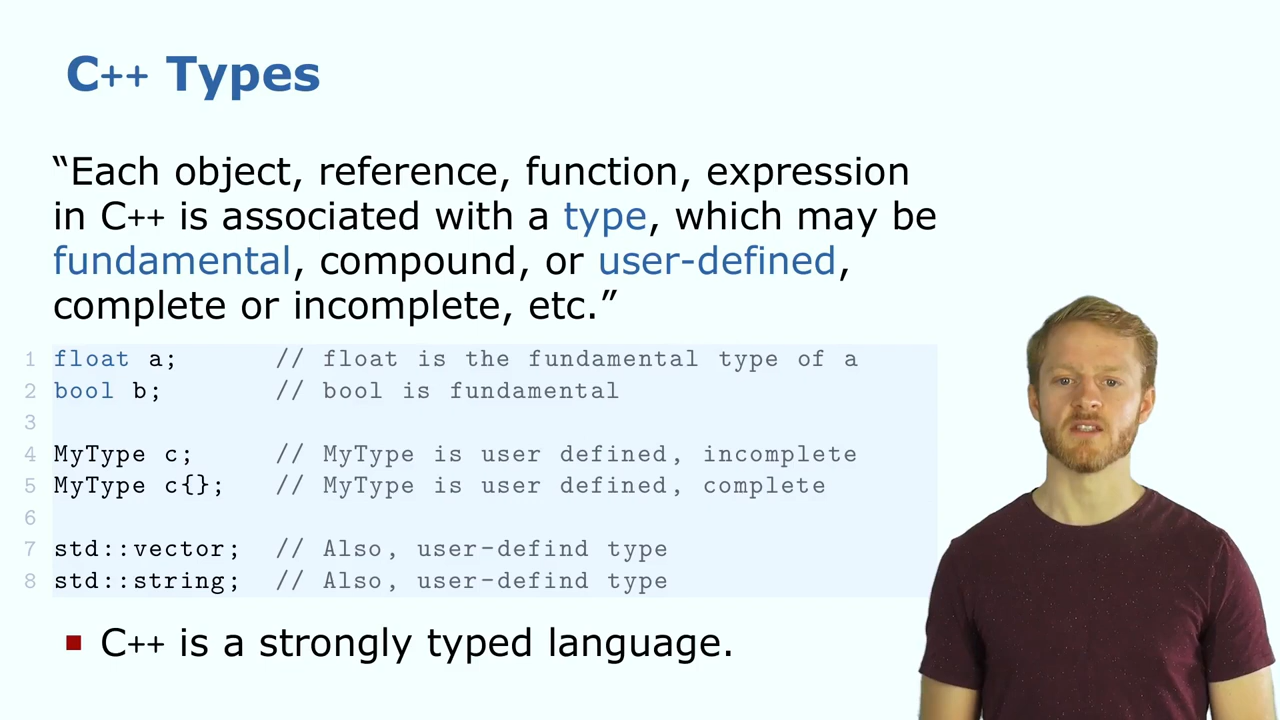 C++ Types
“Each object, reference, function, expression
in C++ is associated with a type, which may be
fundamental, compound, or user-defined,
complete or incomplete, etc.”
1 float a; // float is the fundamental type of a
2 bool b; // bool is fundamental
3
4 MyType c; // MyType is user defined, incomplete
5 MyType c{}; // MyType is user defined, complete
6
7 std::vector; // Also, user-defind type
8 std::string; // Also, user-defind type
C++ is a strongly typed language.